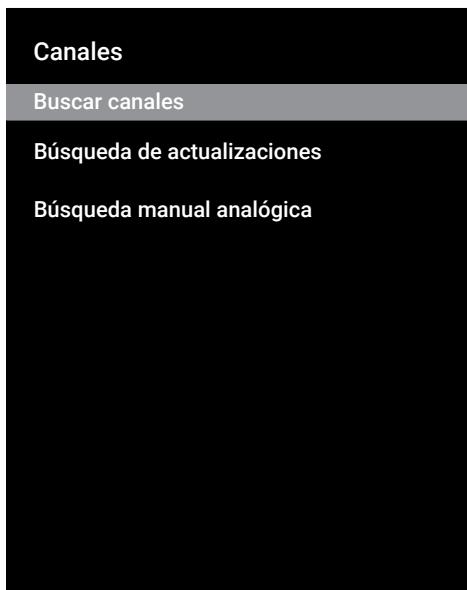 Canales
Buscar canales
Búsqueda de actualizaciones
Búsqueda manual analógica